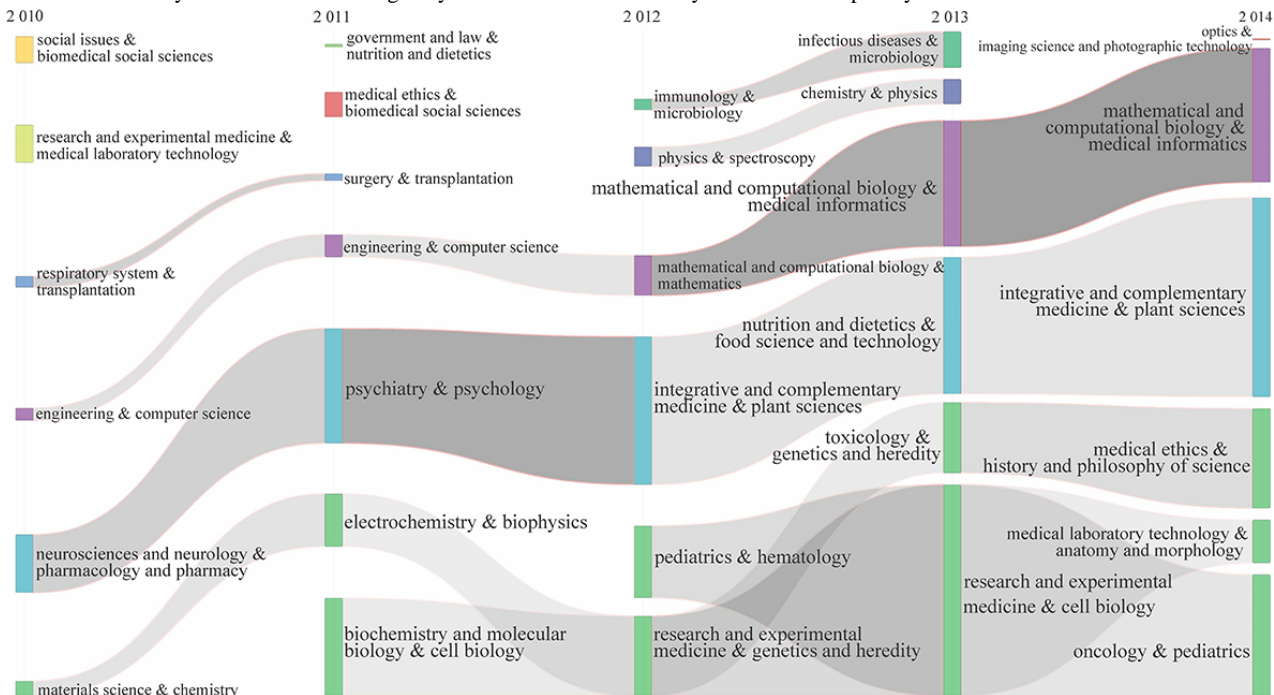 2 010
2 011
2 012
2 013
2 014
social issues &
biomedical social sciences
research and experimental medicine &
medical laboratory technology
respiratory system &
transplantation
engineering & computer science
neurosciences and neurology &
pharmacology and pharmacy
materials science & chemistry
government and law &
nutrition and dietetics
medical ethics &
biomedical social sciences
surgery & transplantation
engineering & computer science
psychiatry & psychology
electrochemistry & biophysics
biochemistry and molecular
biology & cell biology
immunology &
microbiology
physics & spectroscopy
mathematical and computational biology &
mathematics
integrative and complementary
medicine & plant sciences
pediatrics & hematology
research and experimental
medicine & genetics and heredity
infectious diseases &
microbiology
chemistry & physics
mathematical and computational biology &
medical informatics
nutrition and dietetics &
food science and technology
toxicology &
genetics and heredity
research and experimental
medicine & cell biology
optics &
imaging science and photographic technology
mathematical and
computational biology &
medical informatics
integrative and complementary
medicine & plant sciences
medical ethics &
history and philosophy of science
medical laboratory technology &
anatomy and morphology
oncology & pediatrics